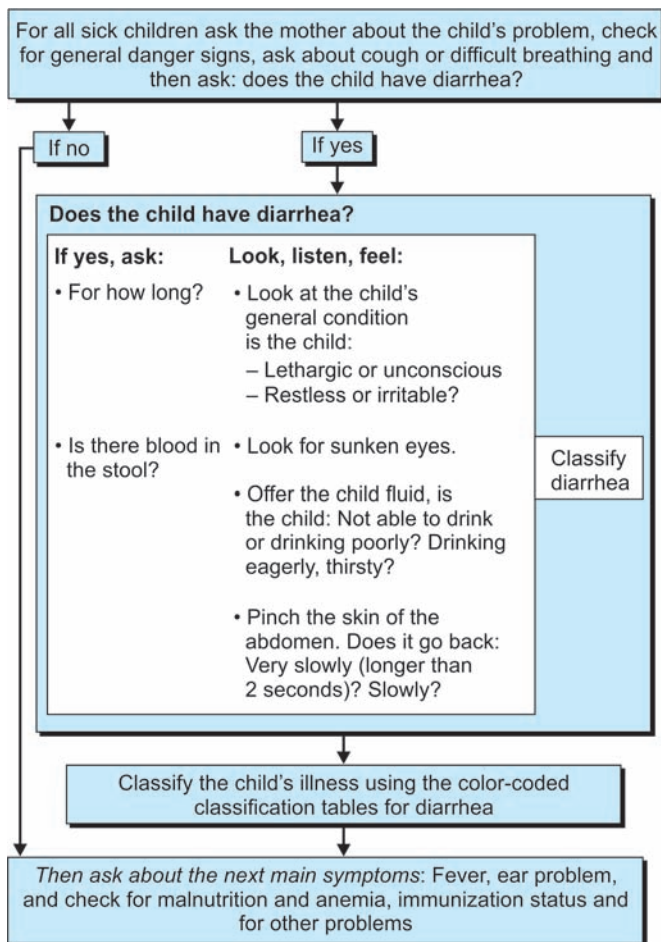 For all sick children ask the mother about the child's problem, check
for general danger signs, ask about cough or difficult breathing and
then ask: does the child have diarrhea?
If no
If yes
Does the child have diarrhea?
If yes, ask:
• For how long?
• Is there blood in
the stool?
Look, listen, feel:
• Look at the child's
general condition
is the child:
– Lethargic or unconscious
– Restless or irritable?
• Look for sunken eyes.
• Offer the child fluid, is
the child: Not able to drink
or drinking poorly? Drinking
eagerly, thirsty?
• Pinch the skin of the
abdomen. Does it go back:
Very slowly (longer than
2 seconds)? Slowly?
Classify
diarrhea
Classify the child's illness using the color-coded
classification tables for diarrhea
Then ask about the next main symptoms: Fever, ear problem,
and check for malnutrition and anemia, immunization status and
for other problems